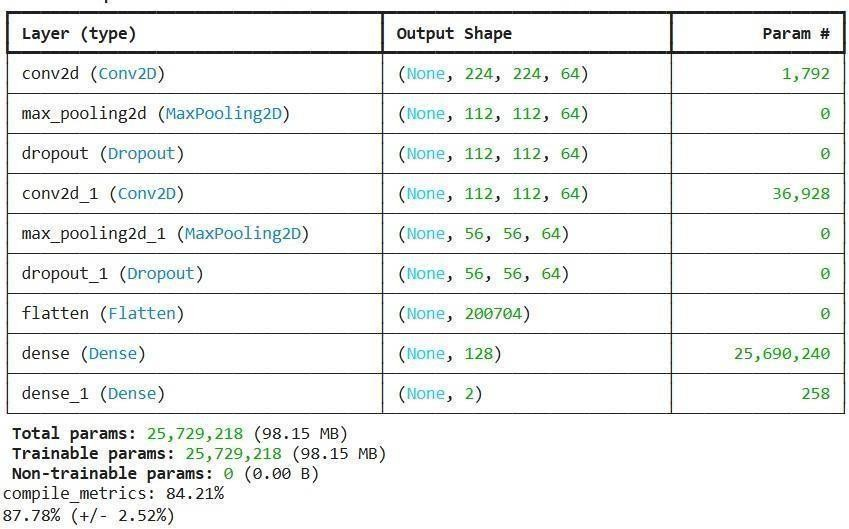 Layer (type) Output Shape Param #
conv2d (Conv2D) (None, 224, 224, 64) 1,792
max_pooling2d (MaxPooling2D) (None, 112, 112, 64) 0
dropout (Dropout) (None, 112, 112, 64) 0
conv2d_1 (Conv2D) (None, 112, 112, 64) 36,928
max_pooling2d_1 (MaxPooling2D) (None, 56, 56, 64) 0
dropout_1 (Dropout) (None, 56, 56, 64) 0
flatten (Flatten) (None, 200704) 0
dense (Dense) (None, 128) 25,690,240
dense_1 (Dense) (None, 2) 258
Total params: 25,729,218 (98.15 MB)
Trainable params: 25,729,218 (98.15 MB)
Non-trainable params: 0 (0.00 B)
compile_metrics: 84.21%
87.78% (+/- 2.52%)